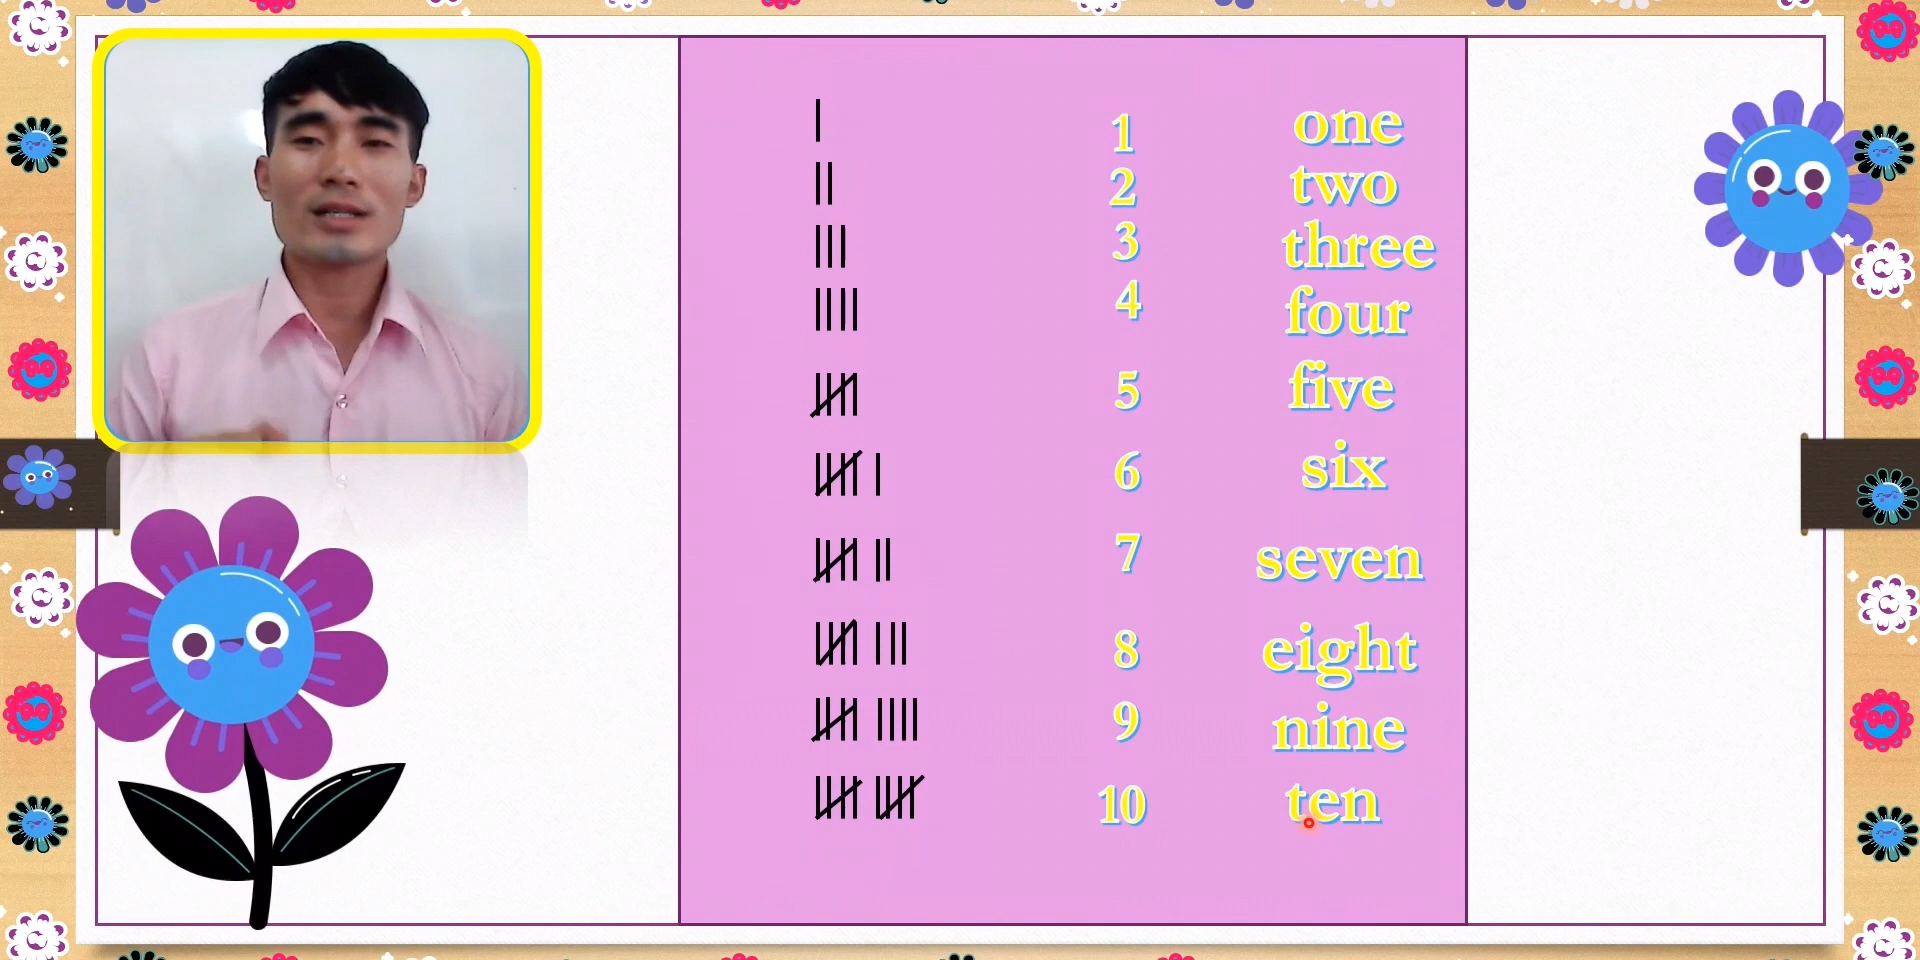 1 one
2 two
3 three
4 four
5 five
6 six
7 seven
8 eight
9 nine
10 ten